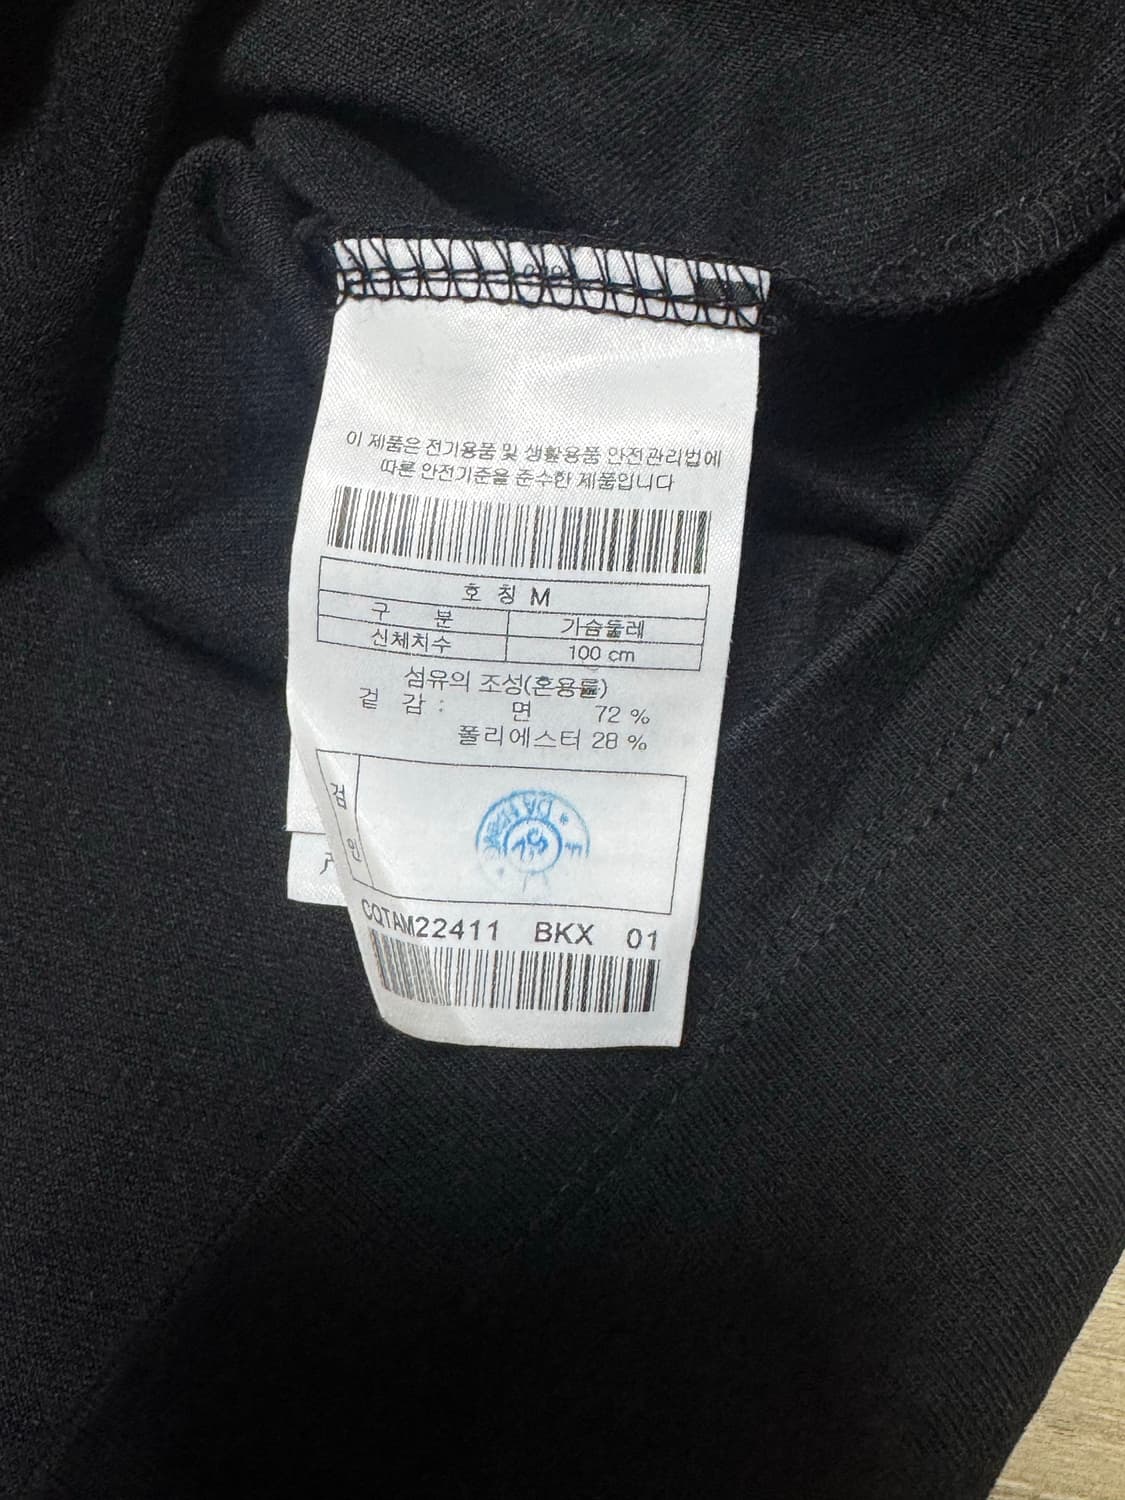 이 제품은 전기용품 및 생활용품 안전관리법에
따른 안전기준을 준수한 제품입니다
호 칭 M
구 분 가슴둘레
신체치수 100 cm
섬유의 조성(혼용률)
겉 감 : 면 72 %
폴리에스터 28 %
검
인
CQTAM22411 BKX 01